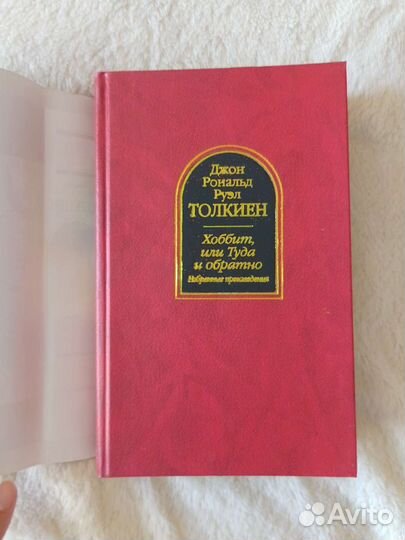 Джон
Рональд
Руэл
ТОЛКИЕН
Хоббит,
или Туда
и обратно
Избранные произведения
Avito